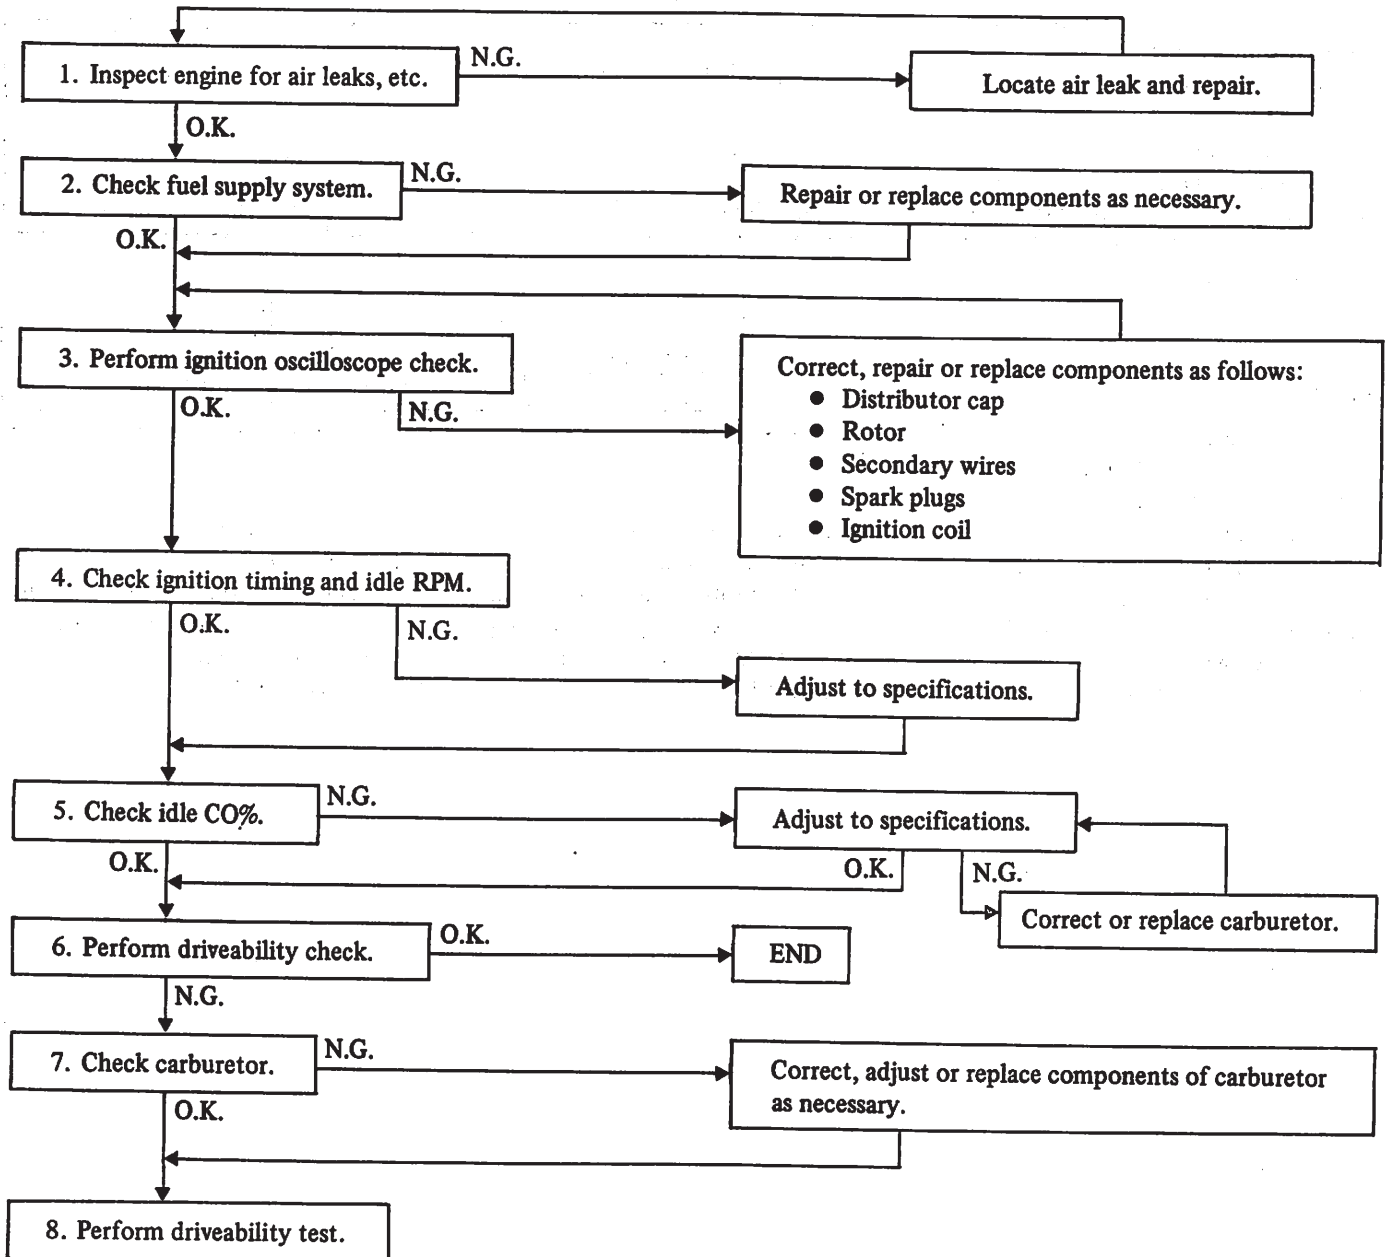 N.G.
1. Inspect engine for air leaks, etc.
Locate air leak and repair.
O.K.
2. Check fuel supply system.
N.G.
Repair or replace components as necessary.
O.K.
3. Perform ignition oscilloscope check.
O.K.
N.G.
Correct, repair or replace components as follows:
● Distributor cap
● Rotor
● Secondary wires
● Spark plugs
● Ignition coil
4. Check ignition timing and idle RPM.
O.K.
N.G.
Adjust to specifications.
5. Check idle CO%.
N.G.
Adjust to specifications.
O.K.
O.K.
N.G.
Correct or replace carburetor.
6. Perform driveability check.
O.K.
END
N.G.
7. Check carburetor.
N.G.
Correct, adjust or replace components of carburetor
as necessary.
O.K.
8. Perform driveability test.